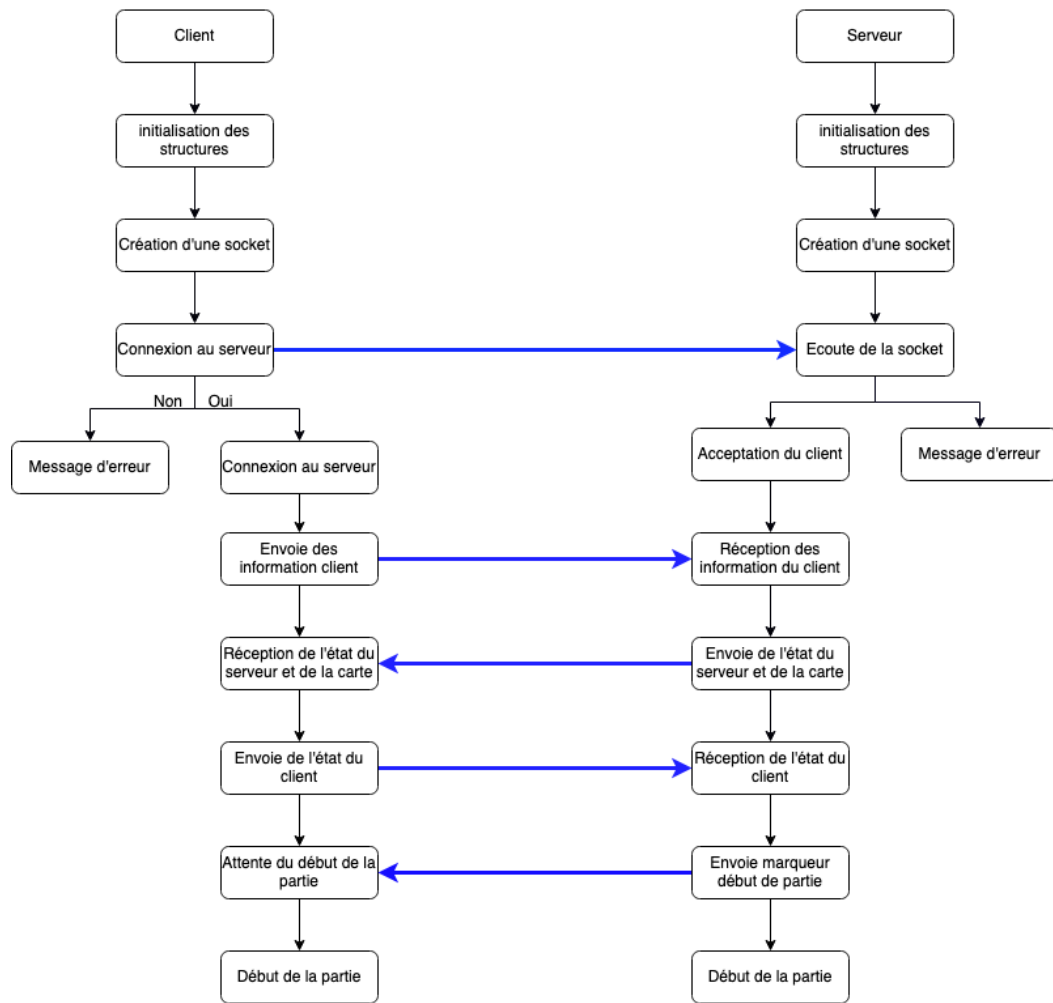 Client
Serveur
initialisation des
structures
initialisation des
structures
Création d'une socket
Création d'une socket
Connexion au serveur
Ecoute de la socket
Non
Oui
Message d'erreur
Connexion au serveur
Acceptation du client
Message d'erreur
Envoie des
information client
Réception des
information du client
Réception de l'état du
serveur et de la carte
Envoie de l'état du
serveur et de la carte
Envoie de l'état du
client
Réception de l'état du
client
Attente du début de la
partie
Envoie marqueur
début de partie
Début de la partie
Début de la partie